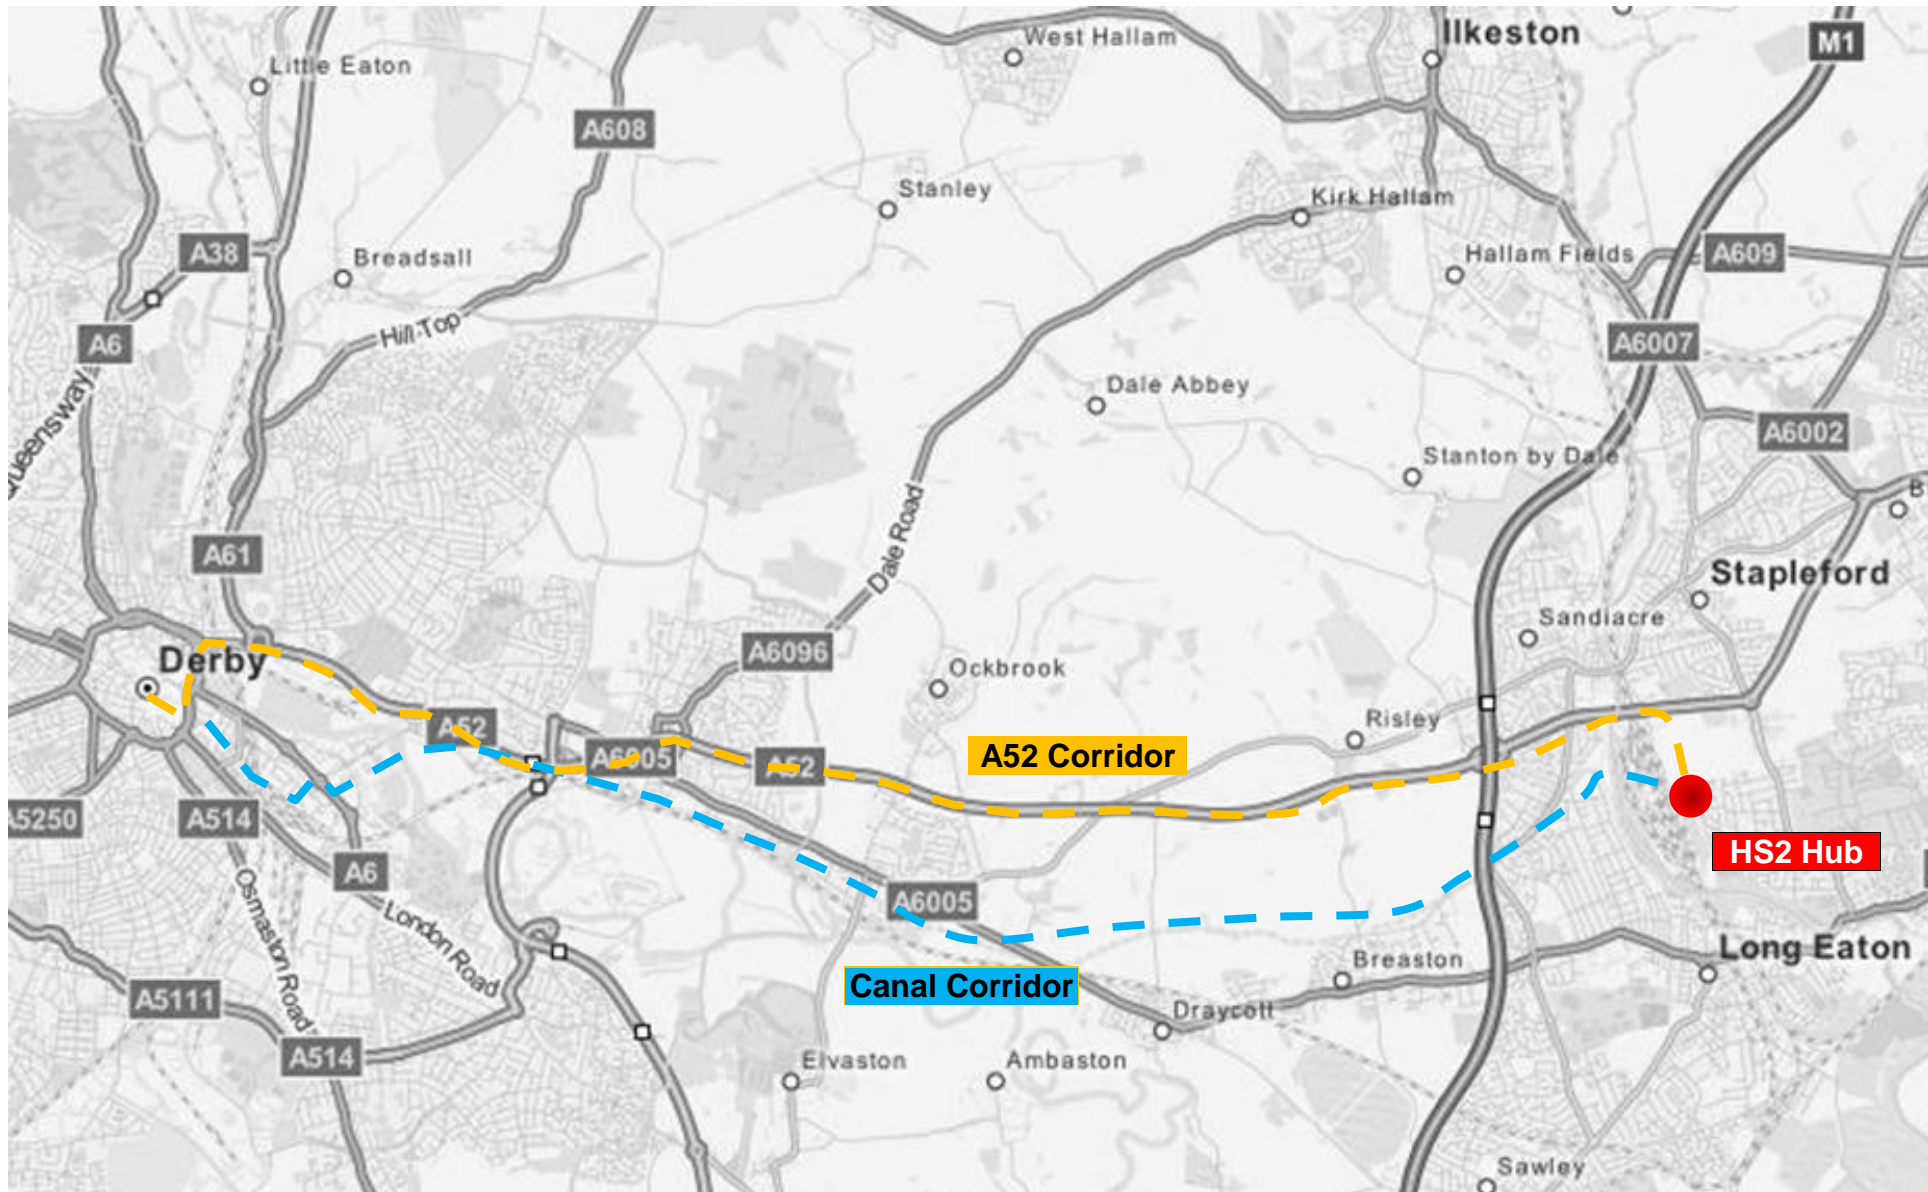 Ilkeston
West Hallam
M1
Little Eaton
A608
Stanley
Kirk Hallam
A38
Breadsall
Hallam Fields
A609
Hill Top
A6
A6007
Queensway
Dale Abbey
A6002
Stanton by Dale
B
Dale Road
A61
Stapleford
Sandiacre
Derby
A6096
Ockbrook
Risley
A52
A6005
A52
A52 Corridor
A5250
A514
HS2 Hub
A6
A6005
Osmaston Road
London Road
Long Eaton
Breaston
Canal Corridor
A5111
Draycott
A514
Elvaston
Ambaston
Sawley